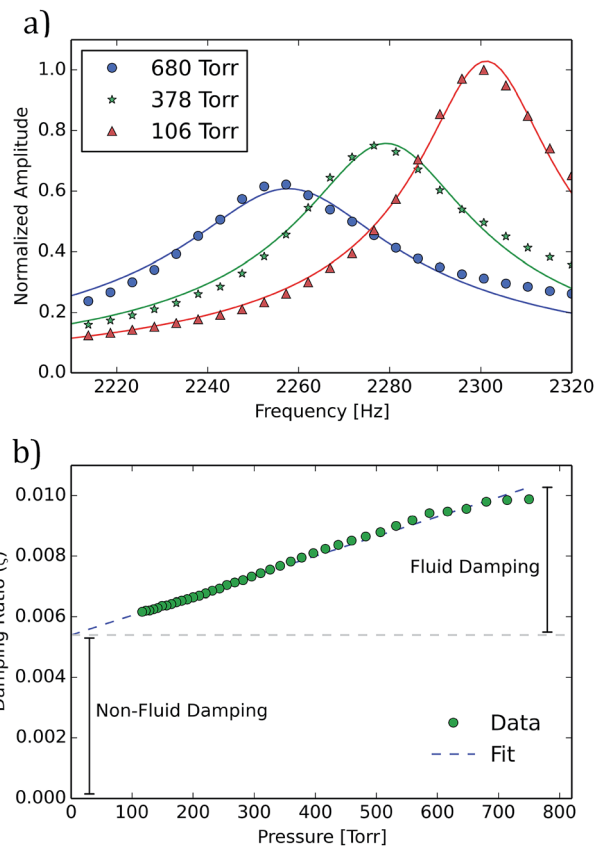 a)
680 Torr
378 Torr
106 Torr
Normalized Amplitude
1.0
0.8
0.6
0.4
0.2
0.0
2220 2240 2260 2280 2300 2320
Frequency [Hz]
b)
Damping Ratio (ζ)
0.010
0.008
0.006
0.004
0.002
0.000
Fluid Damping
Non-Fluid Damping
Data
Fit
0 100 200 300 400 500 600 700 800
Pressure [Torr]